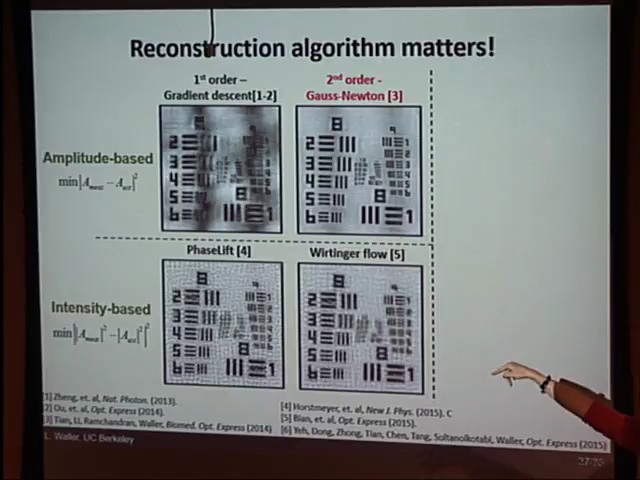 Reconstruction algorithm matters!
1st order –
Gradient descent[1-2]
2nd order -
Gauss-Newton [3]
Amplitude-based
PhaseLift [4]
Wirtinger flow [5]
Intensity-based
[1] Zheng, et. al, Nat. Photon. (2013).
[2] Ou, et. al, Opt. Express (2014).
[3] Tian, Li, Ramchandran, Waller, Biomed. Opt. Express (2014)
[4] Horstmeyer, et. al, New J. Phys. (2015). C
[5] Bian, et. al, Opt. Express (2015).
[6] Yeh, Dong, Zhong, Tian, Chen, Tang, Soltanolkotabi, Waller, Opt. Express (2015)
L. Waller, UC Berkeley